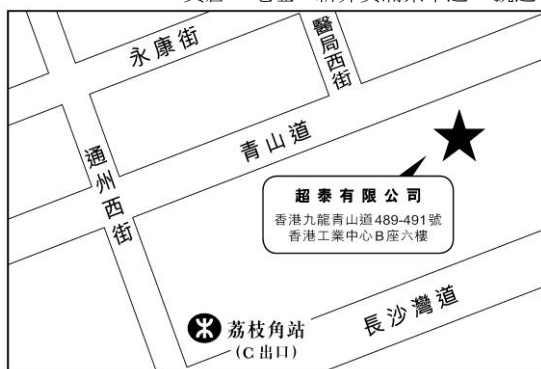 永康街
醫局西街
青山道
通州西街
超泰有限公司
香港九龍青山道489-491號
香港工業中心B座六樓
長沙灣道
荔枝角站
(C出口)